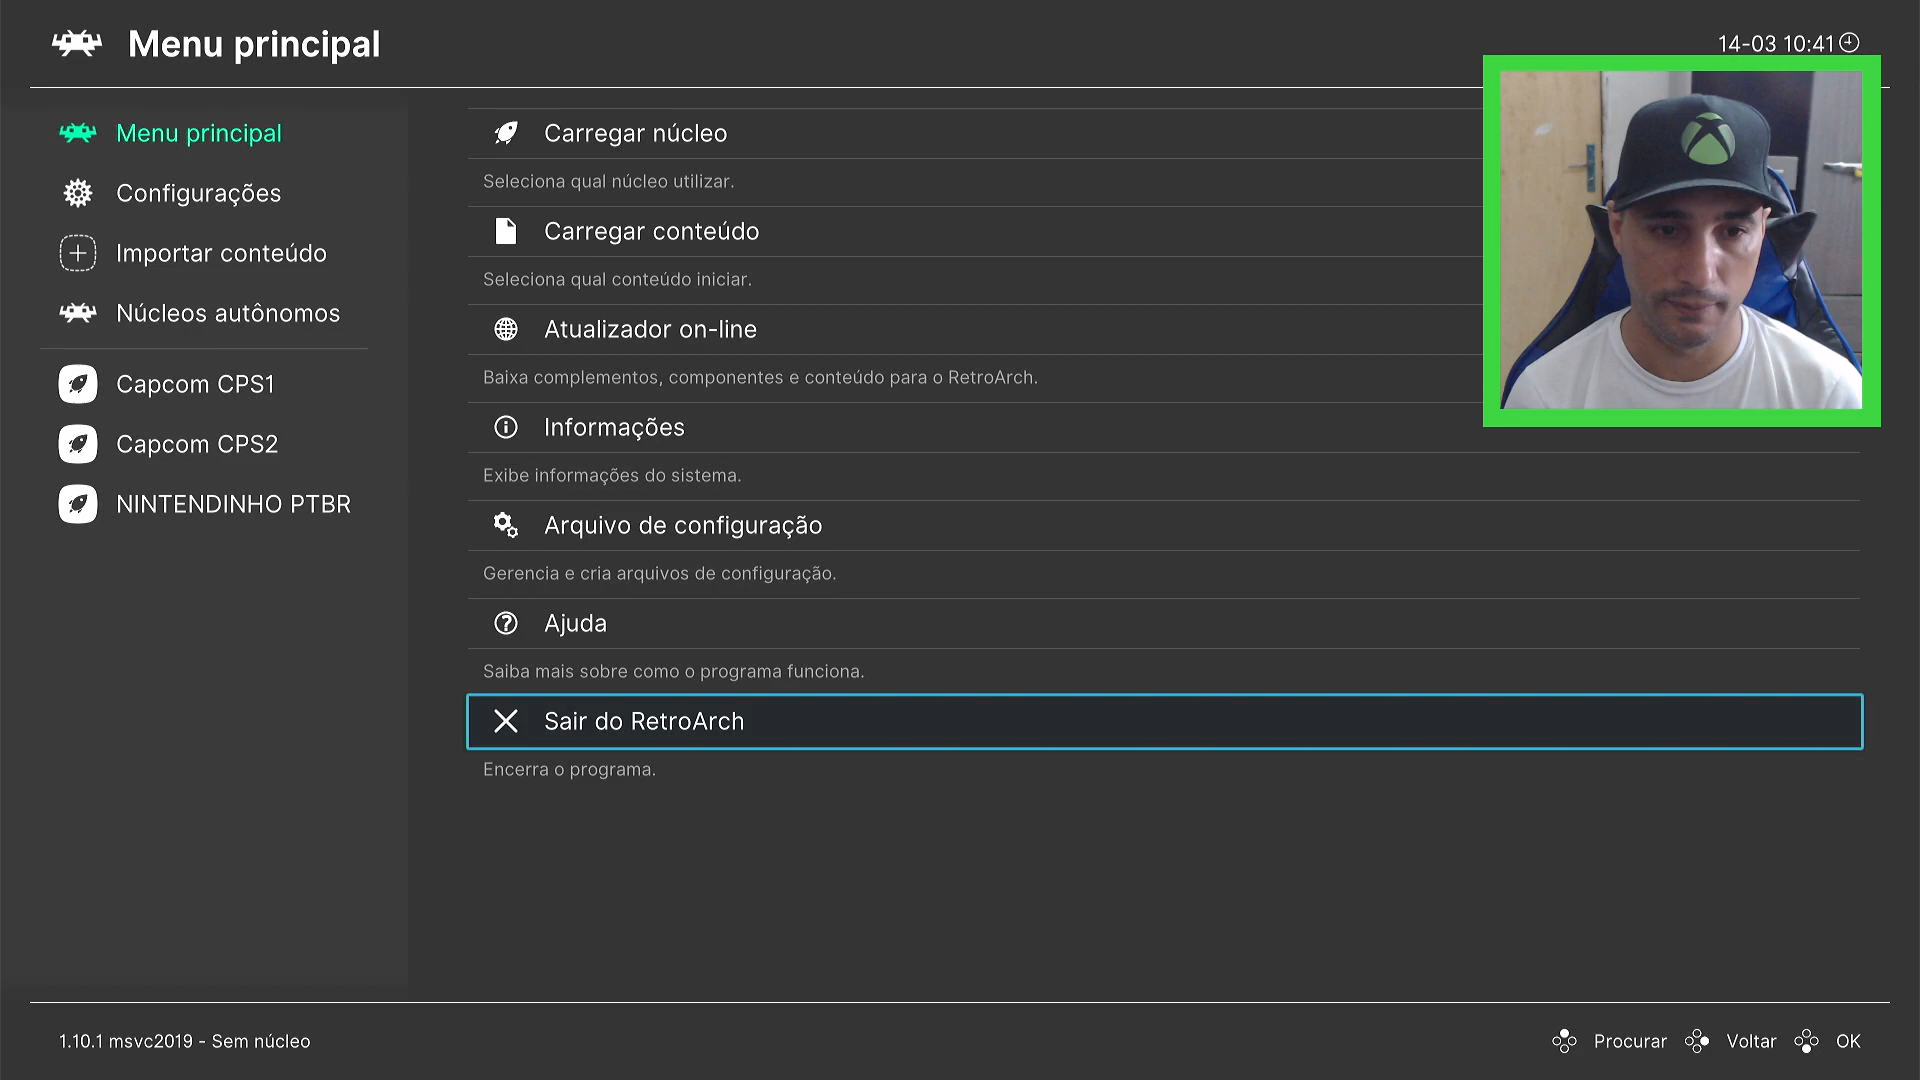 Menu principal
14-03 10:41
Menu principal
Configurações
Importar conteúdo
Núcleos autônomos
Capcom CPS1
Capcom CPS2
NINTENDINHO PTBR
Carregar núcleo
Seleciona qual núcleo utilizar.
Carregar conteúdo
Seleciona qual conteúdo iniciar.
Atualizador on-line
Baixa complementos, componentes e conteúdo para o RetroArch.
Informações
Exibe informações do sistema.
Arquivo de configuração
Gerencia e cria arquivos de configuração.
Ajuda
Saiba mais sobre como o programa funciona.
Sair do RetroArch
Encerra o programa.
1.10.1 msvc2019 - Sem núcleo
Procurar Voltar OK